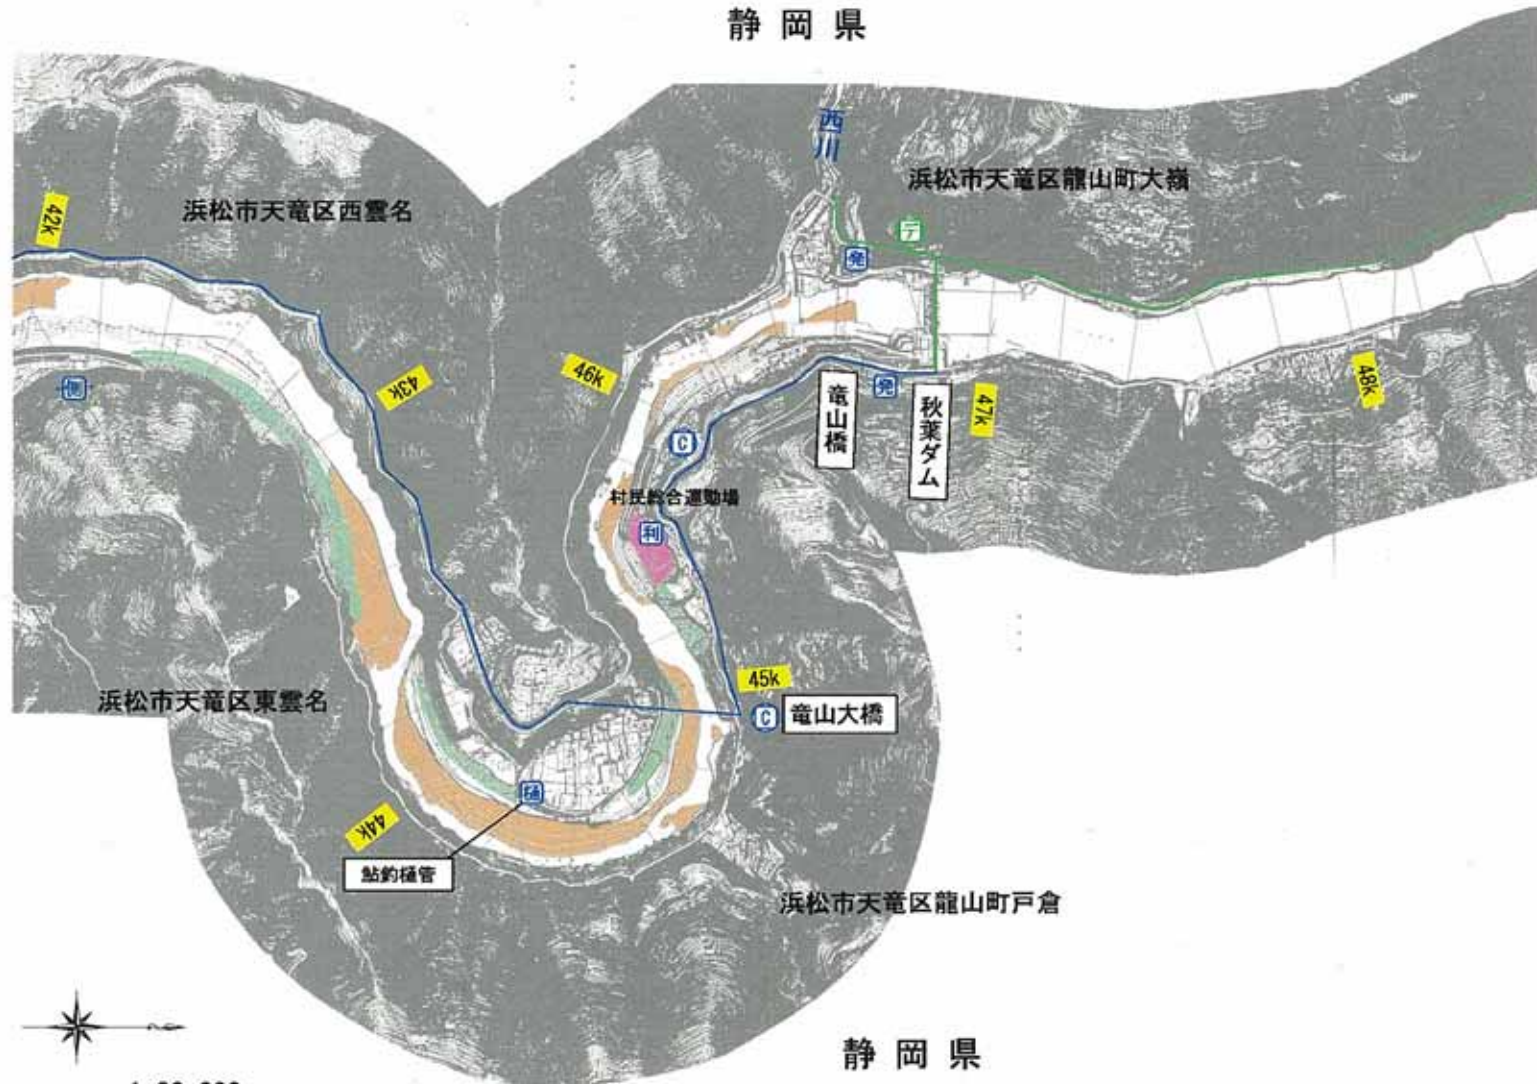 静岡県
西川
浜松市天竜区龍山町大嶺
浜松市天竜区西雲名
42k
テ
発
側
43k
46k
竜山橋
発
秋葉ダム
47k
48k
C
村民総合運動場
利
45k
C
竜山大橋
浜松市天竜区東雲名
樋
44k
鮎釣樋管
浜松市天竜区龍山町戸倉
静岡県